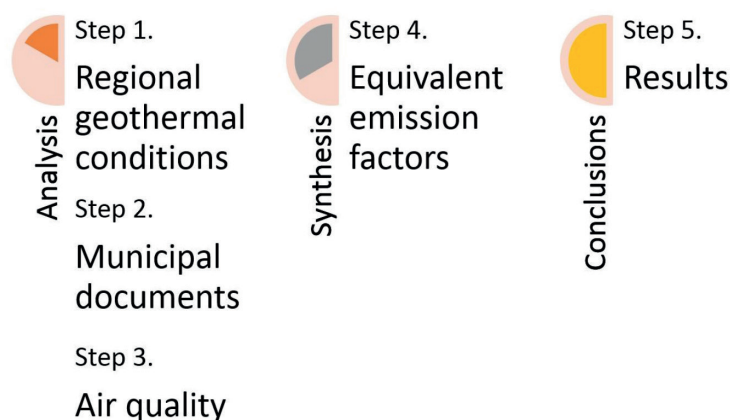 Analysis
Step 1.
Regional
geothermal
conditions
Step 2.
Municipal
documents
Step 3.
Air quality
Synthesis
Step 4.
Equivalent
emission
factors
Conclusions
Step 5.
Results